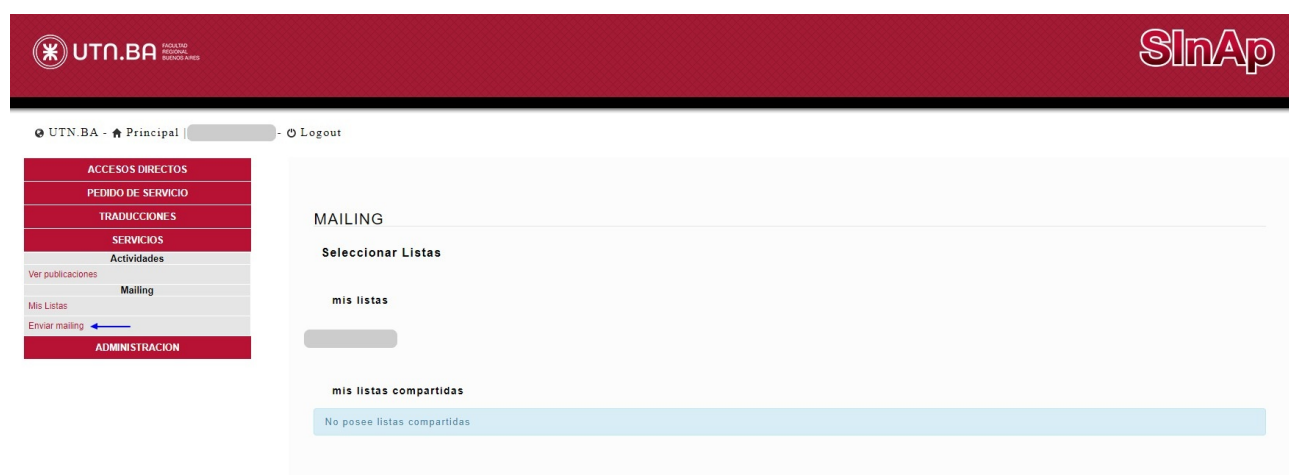 UTN.BA FACULTAD
REGIONAL
BUENOS AIRES
SInAp
UTN.BA - Principal | - Logout
ACCESOS DIRECTOS
PEDIDO DE SERVICIO
TRADUCCIONES
SERVICIOS
Actividades
Ver publicaciones
Mailing
Mis Listas
Enviar mailing
ADMINISTRACION
MAILING
Seleccionar Listas
mis listas
mis listas compartidas
No posee listas compartidas